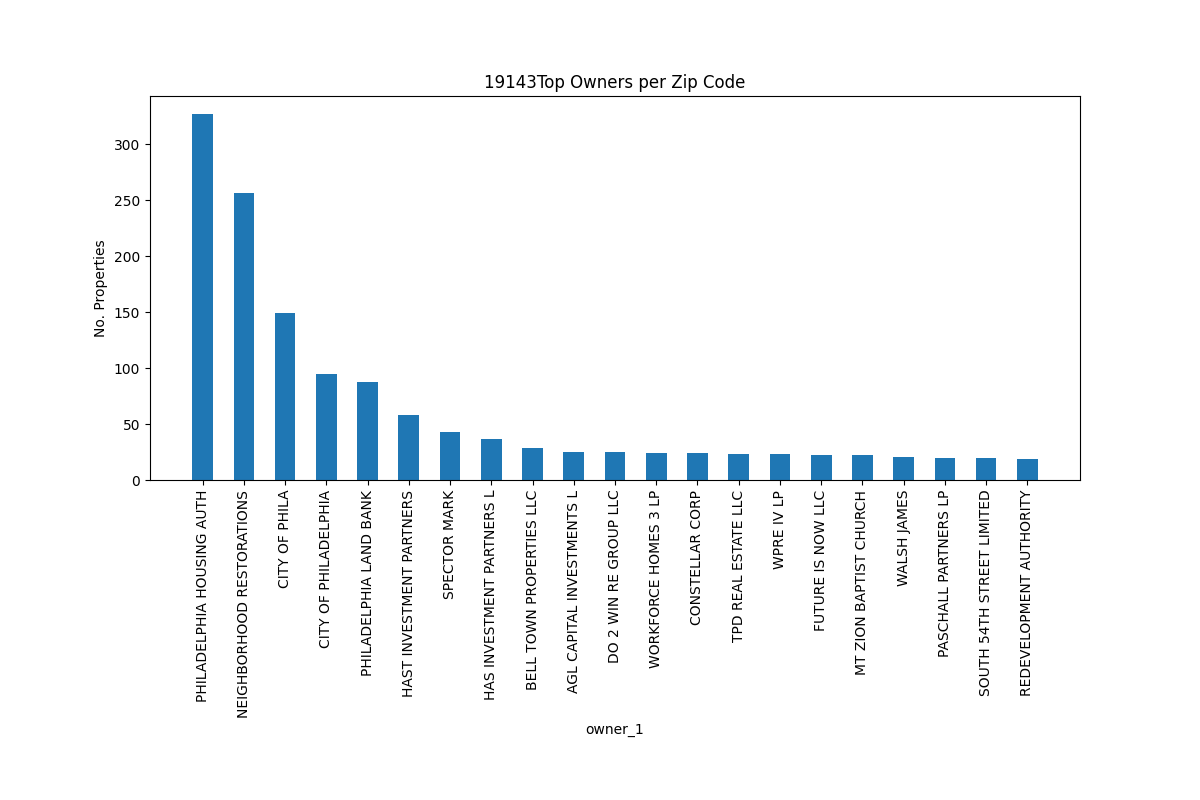 19143Top Owners per Zip Code
No. Properties
300
250
200
150
100
50
0
PHILADELPHIA HOUSING AUTH
NEIGHBORHOOD RESTORATIONS
CITY OF PHILA
CITY OF PHILADELPHIA
PHILADELPHIA LAND BANK
HAST INVESTMENT PARTNERS
SPECTOR MARK
HAS INVESTMENT PARTNERS L
BELL TOWN PROPERTIES LLC
AGL CAPITAL INVESTMENTS L
DO 2 WIN RE GROUP LLC
WORKFORCE HOMES 3 LP
CONSTELLAR CORP
TPD REAL ESTATE LLC
WPRE IV LP
FUTURE IS NOW LLC
MT ZION BAPTIST CHURCH
WALSH JAMES
PASCHALL PARTNERS LP
SOUTH 54TH STREET LIMITED
REDEVELOPMENT AUTHORITY
owner_1